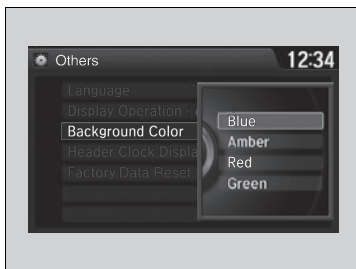 Others
12:34
Language
Display Operation
Background Color
Header Clock Displa
Factory Data Reset
Blue
Amber
Red
Green